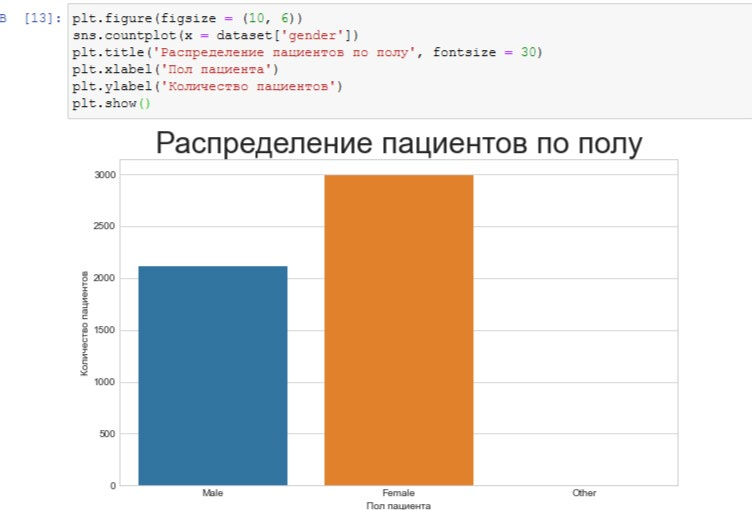 В [13]: plt.figure(figsize = (10, 6))
sns.countplot(x = dataset['gender'])
plt.title('Распределение пациентов по полу', fontsize = 30)
plt.xlabel('Пол пациента')
plt.ylabel('Количество пациентов')
plt.show()
Распределение пациентов по полу
3000
2500
2000
1500
1000
500
0
Количество пациентов
Male Female Other
Пол пациента